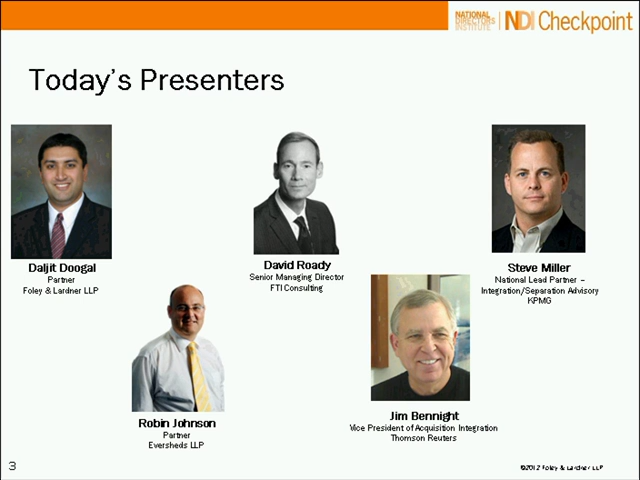 NATIONAL
DIRECTORS
INSTITUTE
NDI Checkpoint
Today's Presenters
Daljit Doogal
Partner
Foley & Lardner LLP
David Roady
Senior Managing Director
FTI Consulting
Steve Miller
National Lead Partner –
Integration/Separation Advisory
KPMG
Robin Johnson
Partner
Eversheds LLP
Jim Bennight
Vice President of Acquisition Integration
Thomson Reuters
3
©2012 Foley & Lardner LLP